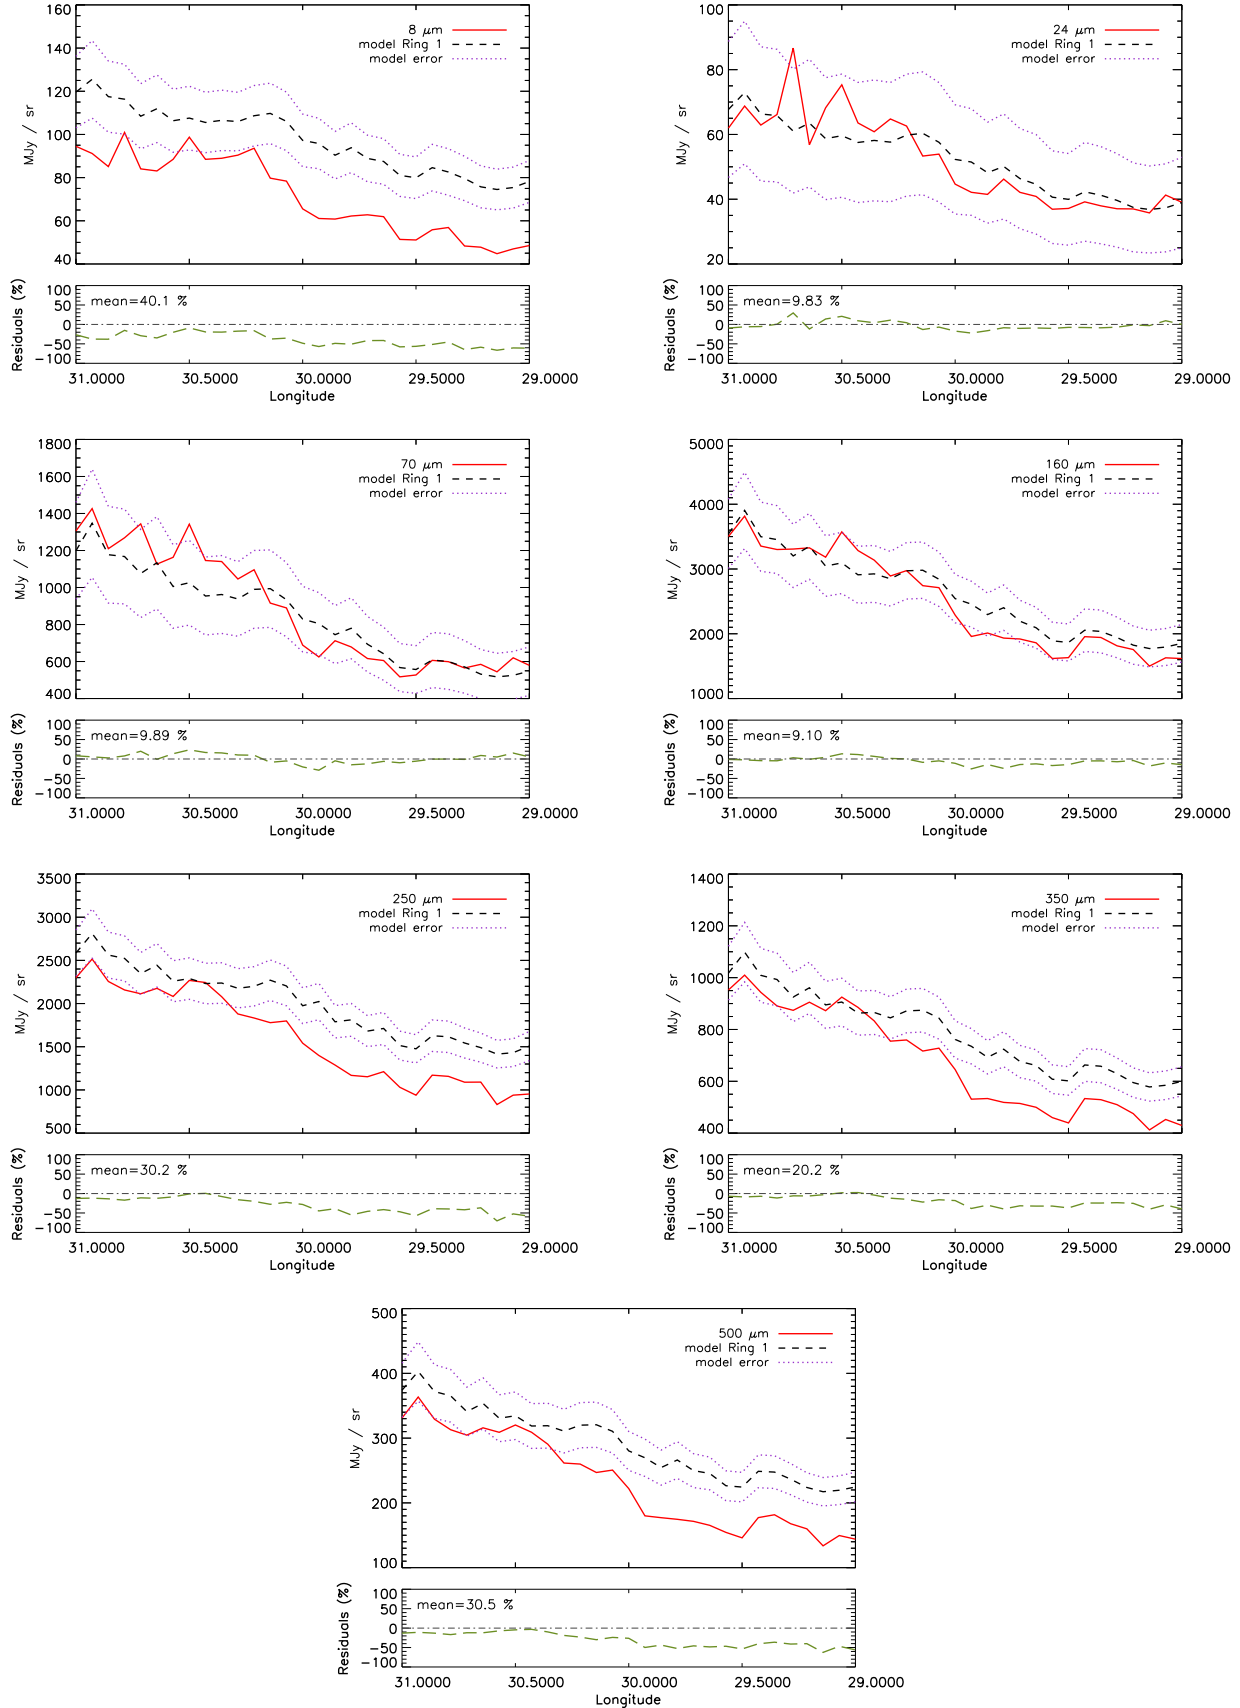 160
140
120
100
80
60
40
MJy / sr
8 μm
model Ring 1
model error
100
50
0
−50
−100
Residuals (%)
mean=40.1 %
31.0000 30.5000 30.0000 29.5000 29.0000
Longitude
100
80
60
40
20
MJy / sr
24 μm
model Ring 1
model error
100
50
0
−50
−100
Residuals (%)
mean=9.83 %
31.0000 30.5000 30.0000 29.5000 29.0000
Longitude
1800
1600
1400
1200
1000
800
600
400
MJy / sr
70 μm
model Ring 1
model error
100
50
0
−50
−100
Residuals (%)
mean=9.89 %
31.0000 30.5000 30.0000 29.5000 29.0000
Longitude
5000
4000
3000
2000
1000
MJy / sr
160 μm
model Ring 1
model error
100
50
0
−50
−100
Residuals (%)
mean=9.10 %
31.0000 30.5000 30.0000 29.5000 29.0000
Longitude
3500
3000
2500
2000
1500
1000
500
MJy / sr
250 μm
model Ring 1
model error
100
50
0
−50
−100
Residuals (%)
mean=30.2 %
31.0000 30.5000 30.0000 29.5000 29.0000
Longitude
1400
1200
1000
800
600
400
MJy / sr
350 μm
model Ring 1
model error
100
50
0
−50
−100
Residuals (%)
mean=20.2 %
31.0000 30.5000 30.0000 29.5000 29.0000
Longitude
500
400
300
200
100
MJy / sr
500 μm
model Ring 1
model error
100
50
0
−50
−100
Residuals (%)
mean=30.5 %
31.0000 30.5000 30.0000 29.5000 29.0000
Longitude